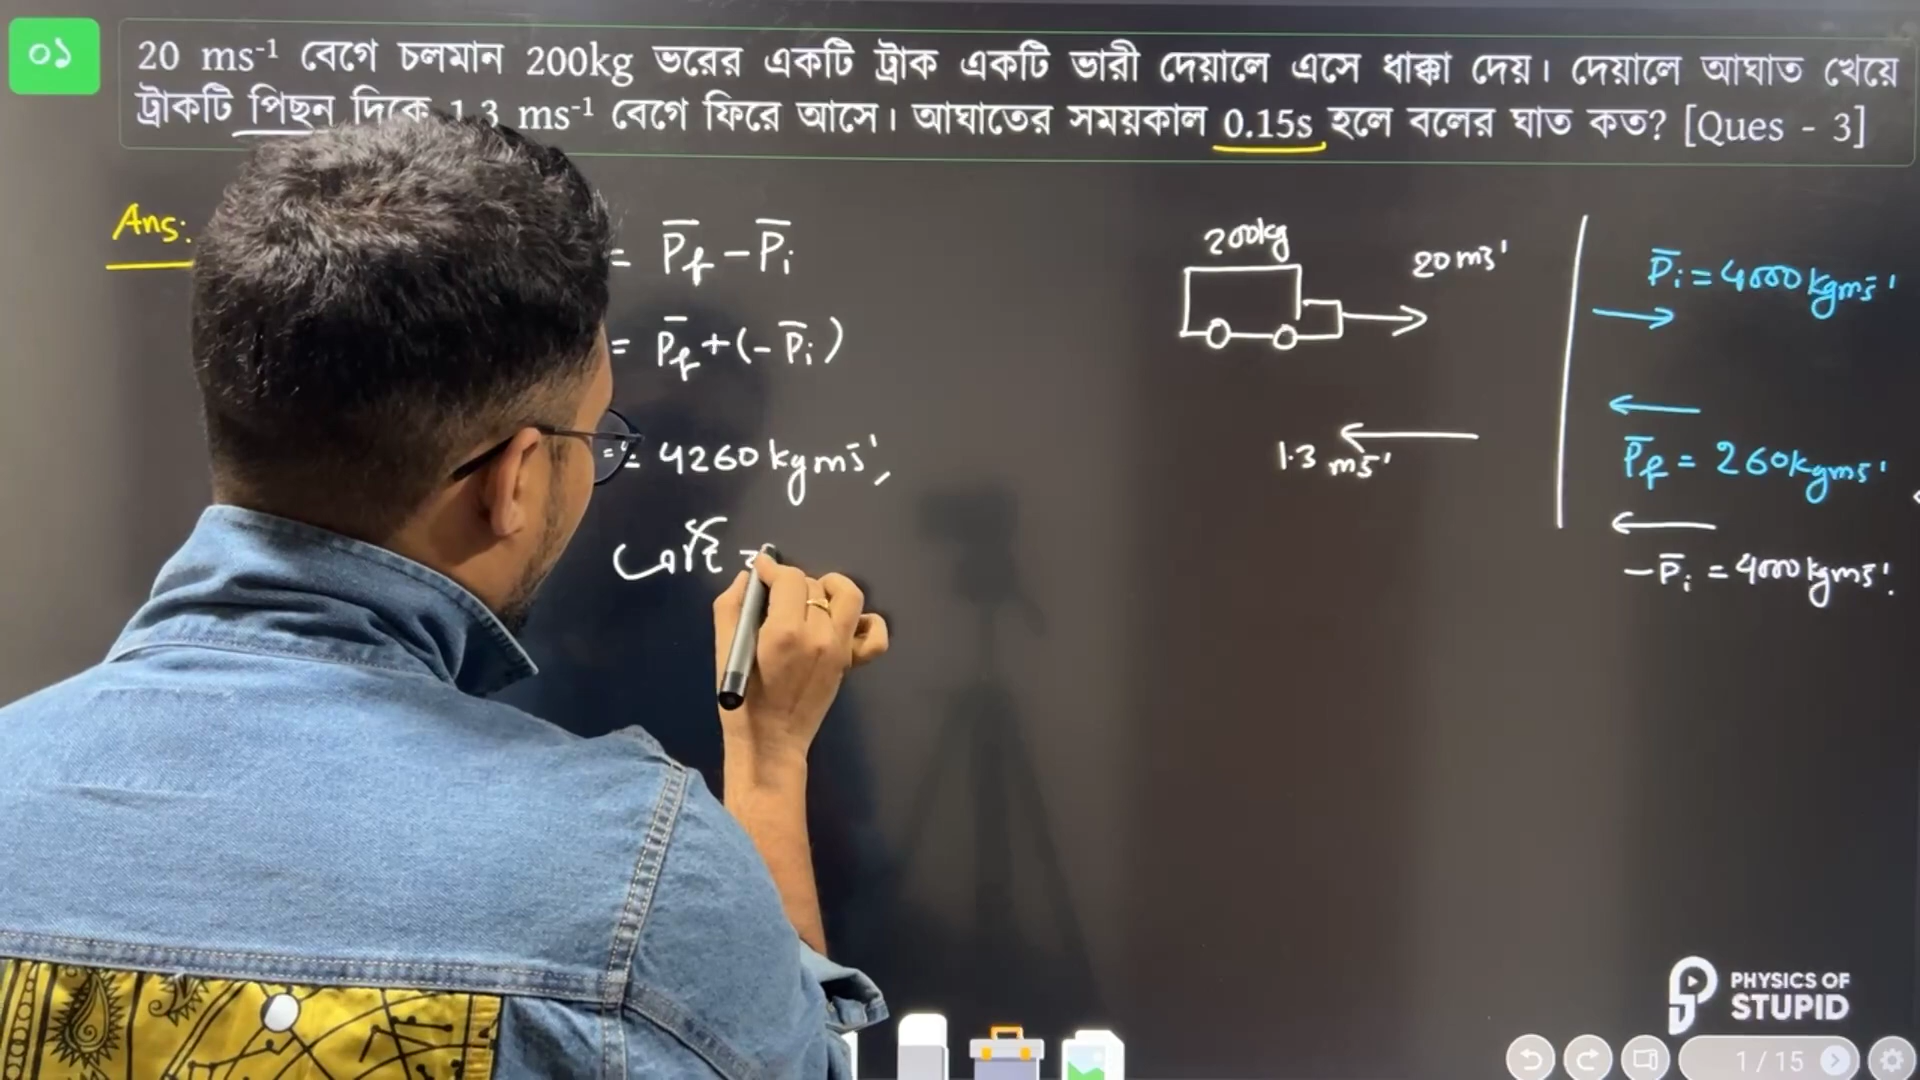 ০১
20 ms⁻¹ বেগে চলমান 200kg ভরের একটি ট্রাক একটি ভারী দেয়ালে এসে ধাক্কা দেয়। দেয়ালে আঘাত খেয়ে
ট্রাকটি পিছন দিকে 1.3 ms⁻¹ বেগে ফিরে আসে। আঘাতের সময়কাল 0.15s হলে বলের ঘাত কত? [Ques - 3]
Ans:
= P̄f - P̄i
= P̄f + (- P̄i)
= 4260 kgms⁻¹,
200kg
20 ms⁻¹
1.3 ms⁻¹
P̄i = 4000 kgms⁻¹
P̄f = 260 kgms⁻¹
- P̄i = 4000 kgms⁻¹.
PHYSICS OF
STUPID
1 / 15